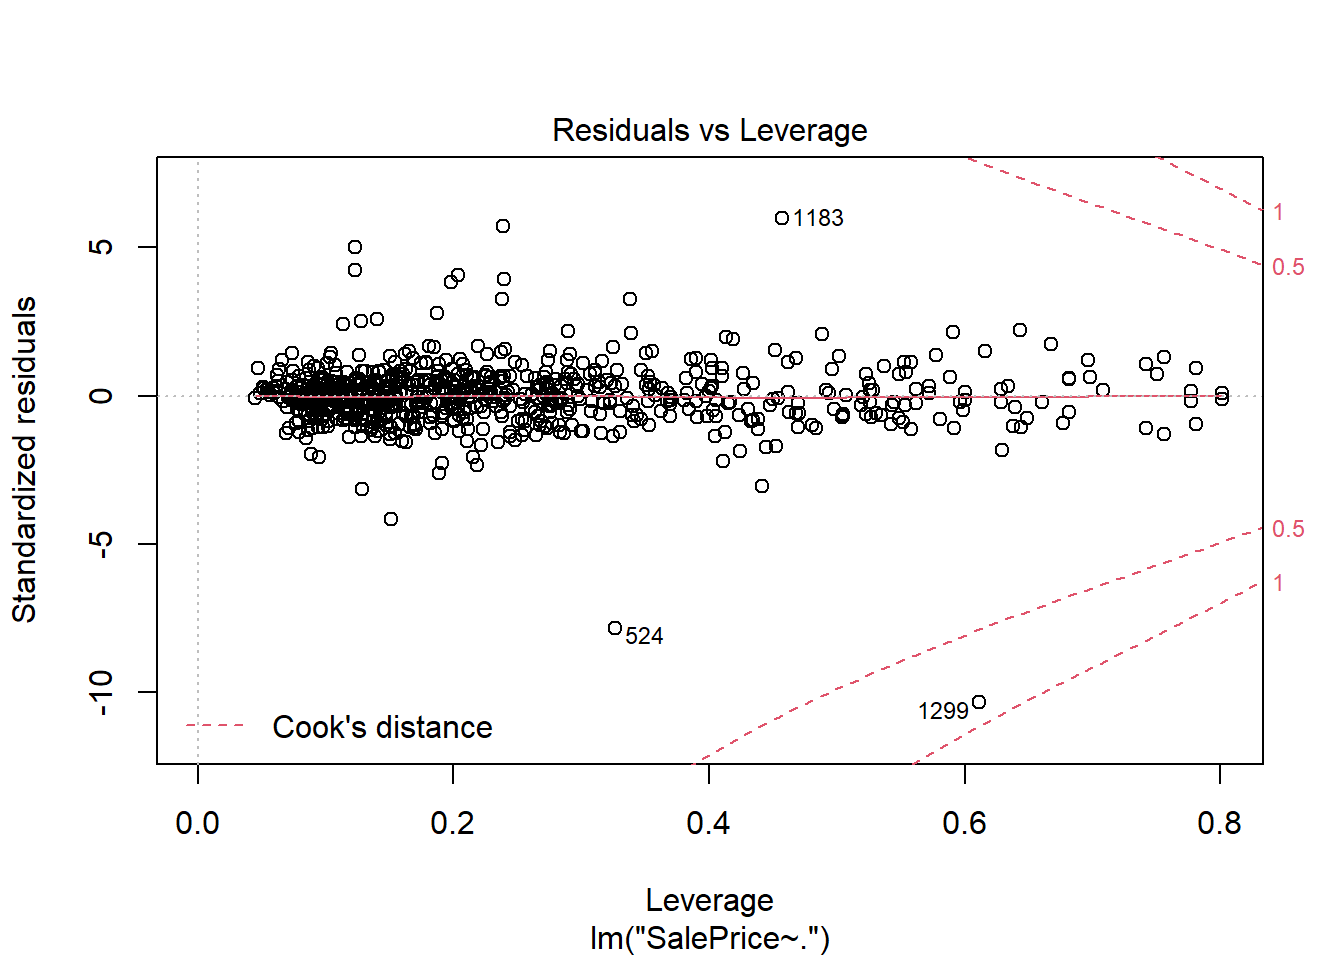 Residuals vs Leverage
Standardized residuals
5
0
-5
-10
1183
524
1299
1
0.5
0.5
1
Cook's distance
0.0 0.2 0.4 0.6 0.8
Leverage
lm("SalePrice~.")